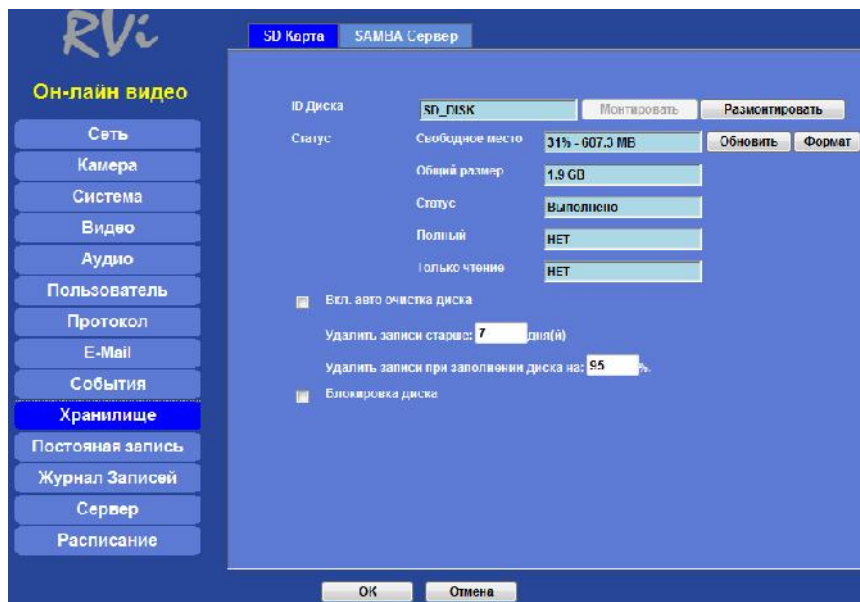 RVi
SD Карта SAMBA Сервер
Он-лайн видео
Сеть
Камера
Система
Видео
Аудио
Пользователь
Протокол
E-Mail
События
Хранилище
Постояная запись
Журнал Записей
Сервер
Расписание
ID Диска SD_DISK Монтировать Размонтировать
Статус Свободное место 31% - 607.3 MB Обновить Формат
Общий размер 1.9 GB
Статус Выполнено
Полный НЕТ
Только чтение НЕТ
Вкл. авто очистка диска
Удалить записи старше: 7 дня(й)
Удалить записи при заполнении диска на: 95 %.
Блокировка диска
OK Отмена